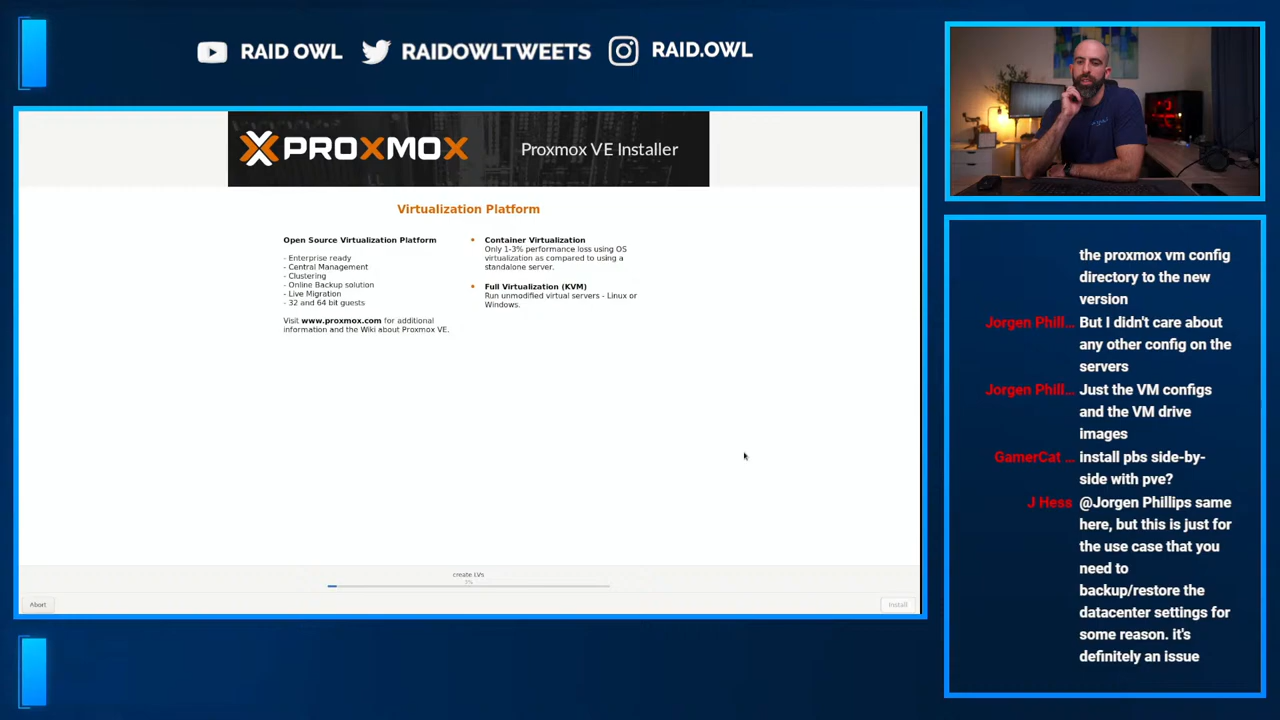 RAID OWL
RAIDOWLTWEETS
RAID.OWL
PROXMOX
Proxmox VE Installer
Virtualization Platform
Open Source Virtualization Platform
- Enterprise ready
- Central Management
- Clustering
- Online Backup solution
- Live Migration
- 32 and 64 bit guests
Visit www.proxmox.com for additional
information and the Wiki about Proxmox VE.
• Container Virtualization
Only 1-3% performance loss using OS
virtualization as compared to using a
standalone server.
• Full Virtualization (KVM)
Run unmodified virtual servers - Linux or
Windows.
create LVs
Abort
Install
the proxmox vm config
directory to the new
version
Jorgen Phill... But I didn't care about
any other config on the
servers
Jorgen Phill... Just the VM configs
and the VM drive
images
GamerCat ... install pbs side-by-
side with pve?
J Hess @Jorgen Phillips same
here, but this is just for
the use case that you
need to
backup/restore the
datacenter settings for
some reason. it's
definitely an issue